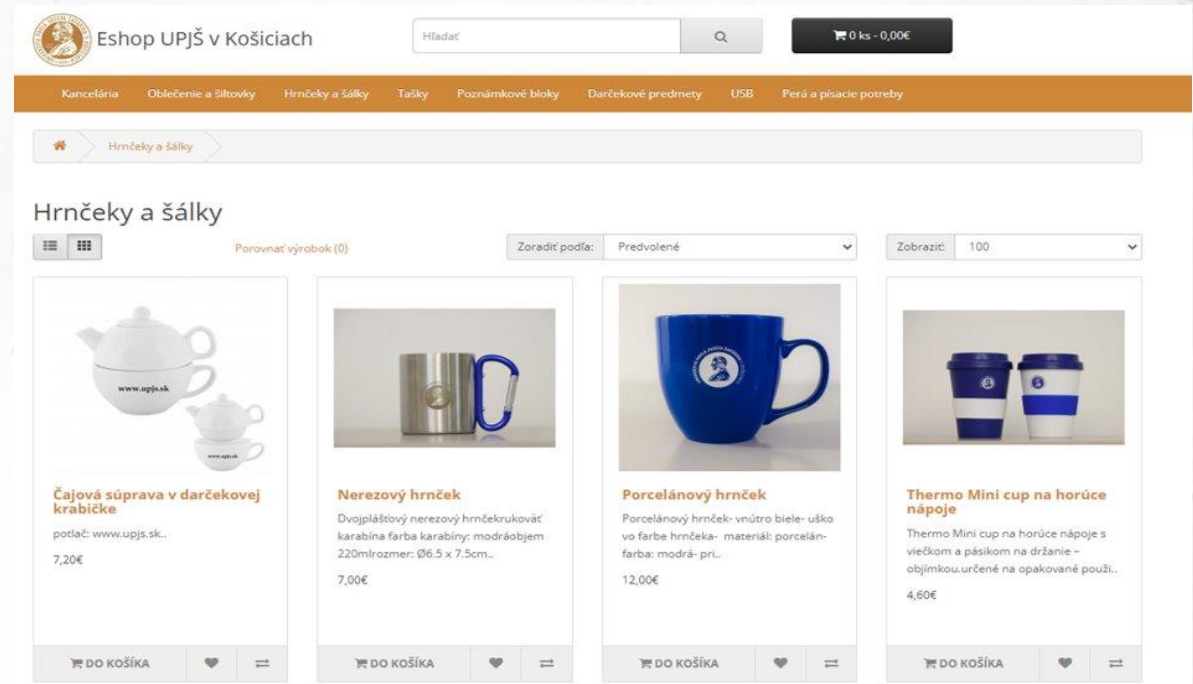 Eshop UPJŠ v Košiciach
Hľadať
0 ks - 0,00€
Kancelária Oblečenie a šiltovky Hrnčeky a šálky Tašky Poznámkové bloky Darčekové predmety USB Perá a písacie potreby
Hrnčeky a šálky
Hrnčeky a šálky
Porovnať výrobok (0)
Zoradiť podľa: Predvolené
Zobraziť: 100
www.upjs.sk
www.upjs.sk
Čajová súprava v darčekovej
krabičke
potlač: www.upjs.sk..
7,20€
DO KOŠÍKA
Nerezový hrnček
Dvojplášťový nerezový hrnčekrukoväť
karabína farba karabíny: modráobjem
220mlrozmer: Ø6.5 x 7.5cm..
7,00€
DO KOŠÍKA
Porcelánový hrnček
Porcelánový hrnček- vnútro biele- uško
vo farbe hrnčeka- materiál: porcelán-
farba: modrá- pri..
12,00€
DO KOŠÍKA
Thermo Mini cup na horúce
nápoje
Thermo Mini cup na horúce nápoje s
viečkom a pásikom na držanie –
objímkou.určené na opakované použi..
4,60€
DO KOŠÍKA